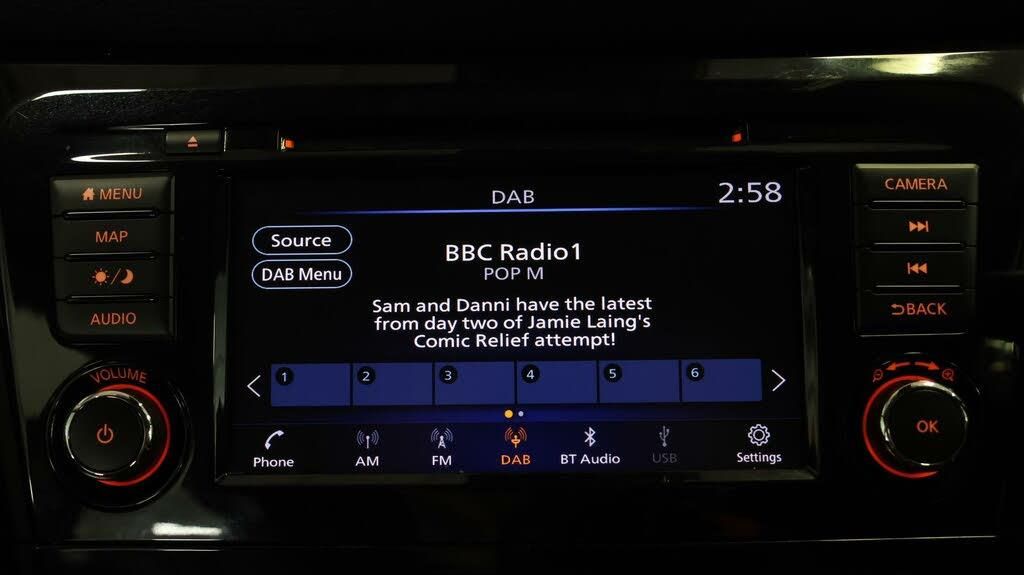 MENU
MAP
AUDIO
VOLUME
DAB
2:58
Source
DAB Menu
BBC Radio1
POP M
Sam and Danni have the latest
from day two of Jamie Laing's
Comic Relief attempt!
1 2 3 4 5 6
Phone
AM
FM
DAB
BT Audio
USB
Settings
CAMERA
BACK
OK